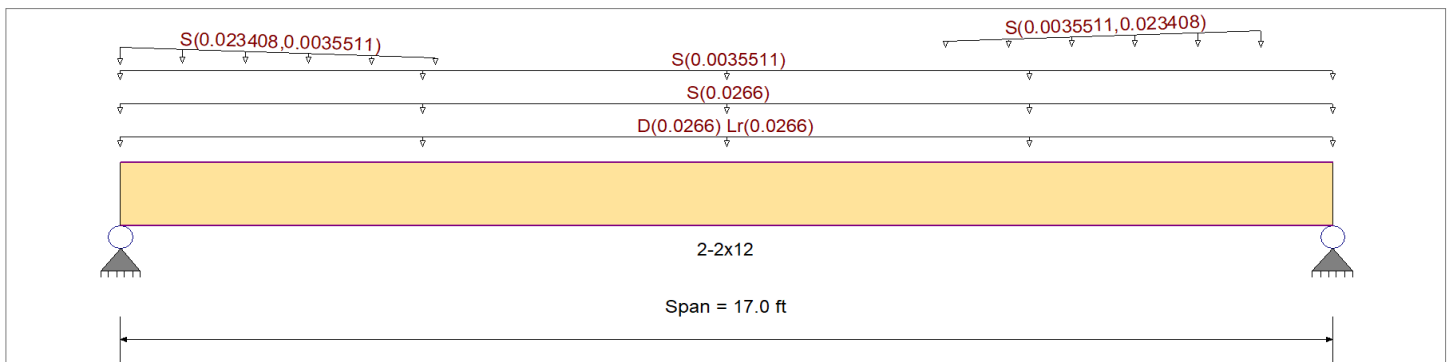 S(0.023408,0.0035511)
S(0.0035511,0.023408)
S(0.0035511)
S(0.0266)
D(0.0266) Lr(0.0266)
2-2x12
Span = 17.0 ft